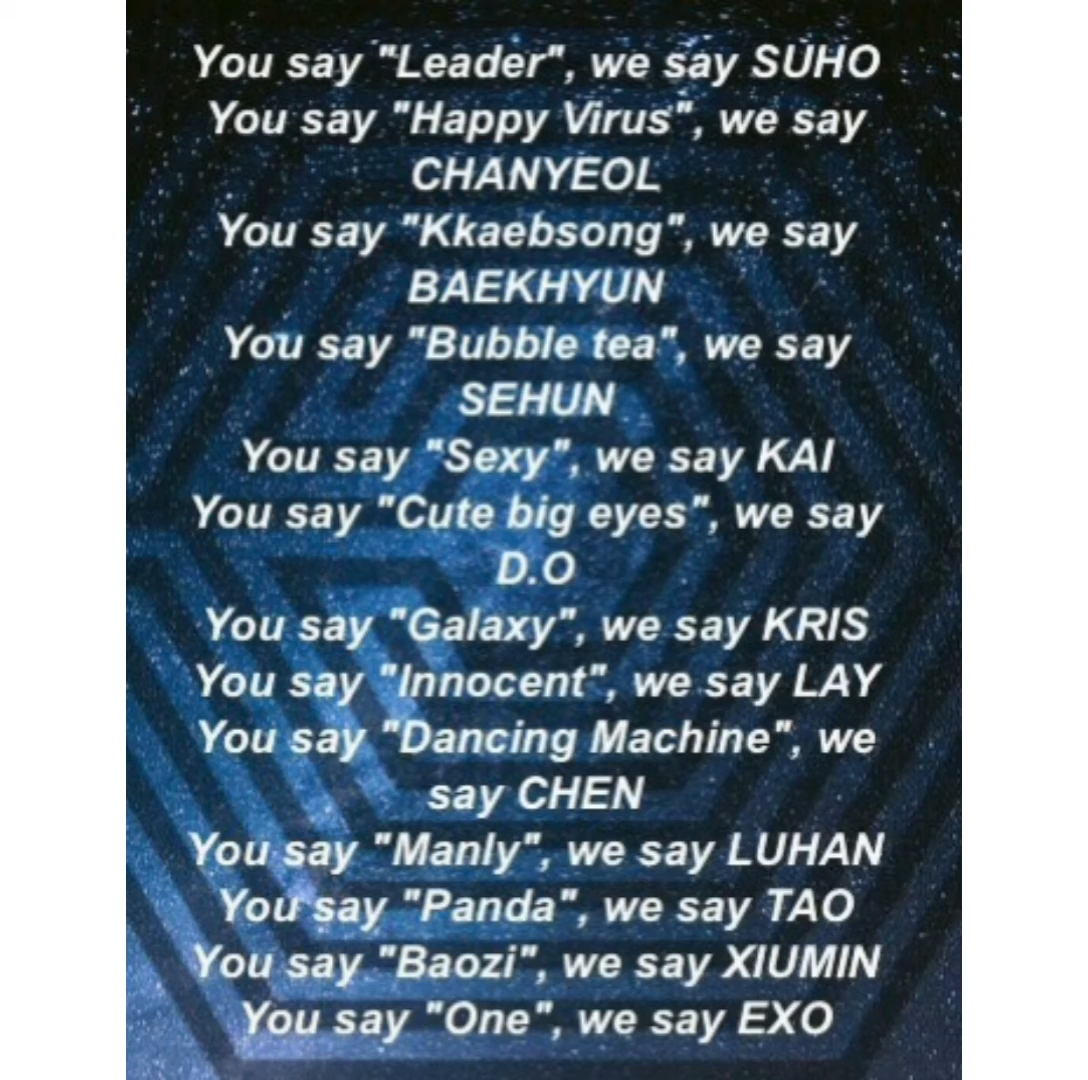 You say "Leader", we say SUHO
You say "Happy Virus", we say
CHANYEOL
You say "Kkaebsong", we say
BAEKHYUN
You say "Bubble tea", we say
SEHUN
You say "Sexy", we say KAI
You say "Cute big eyes", we say
D.O
You say "Galaxy", we say KRIS
You say "Innocent", we say LAY
You say "Dancing Machine", we
say CHEN
You say "Manly", we say LUHAN
You say "Panda", we say TAO
You say "Baozi", we say XIUMIN
You say "One", we say EXO